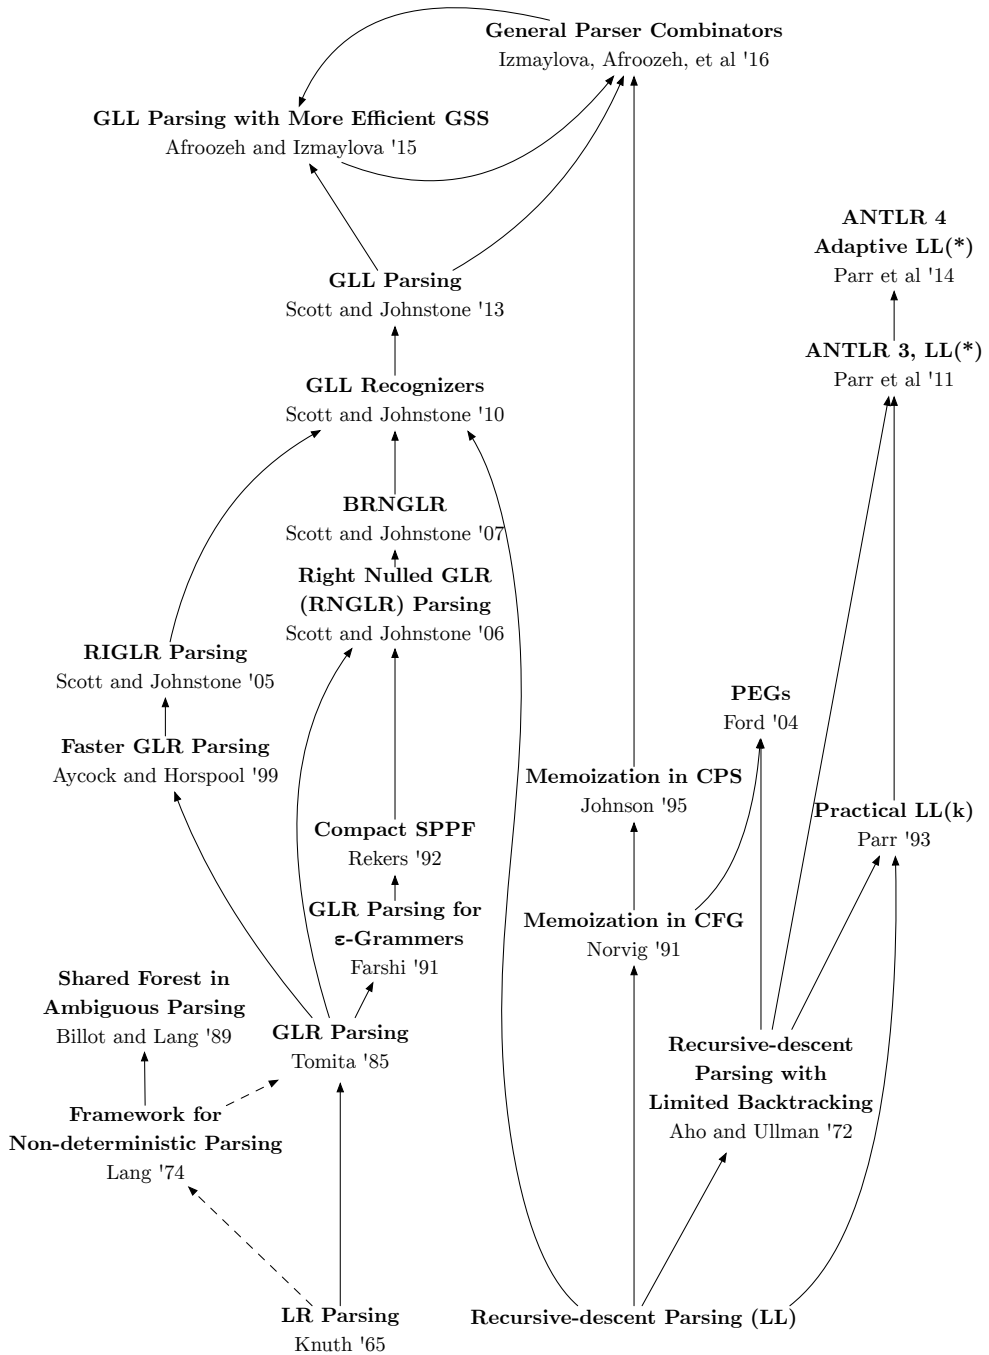 General Parser Combinators
Izmaylova, Afroozeh, et al '16
GLL Parsing with More Efficient GSS
Afroozeh and Izmaylova '15
ANTLR 4
Adaptive LL(*)
Parr et al '14
GLL Parsing
Scott and Johnstone '13
ANTLR 3, LL(*)
Parr et al '11
GLL Recognizers
Scott and Johnstone '10
BRNGLR
Scott and Johnstone '07
Right Nulled GLR
(RNGLR) Parsing
Scott and Johnstone '06
RIGLR Parsing
Scott and Johnstone '05
PEGs
Ford '04
Faster GLR Parsing
Aycock and Horspool '99
Memoization in CPS
Johnson '95
Practical LL(k)
Parr '93
Compact SPPF
Rekers '92
GLR Parsing for
ε-Grammers
Farshi '91
Memoization in CFG
Norvig '91
Shared Forest in
Ambiguous Parsing
Billot and Lang '89
GLR Parsing
Tomita '85
Recursive-descent
Parsing with
Limited Backtracking
Aho and Ullman '72
Framework for
Non-deterministic Parsing
Lang '74
LR Parsing
Knuth '65
Recursive-descent Parsing (LL)